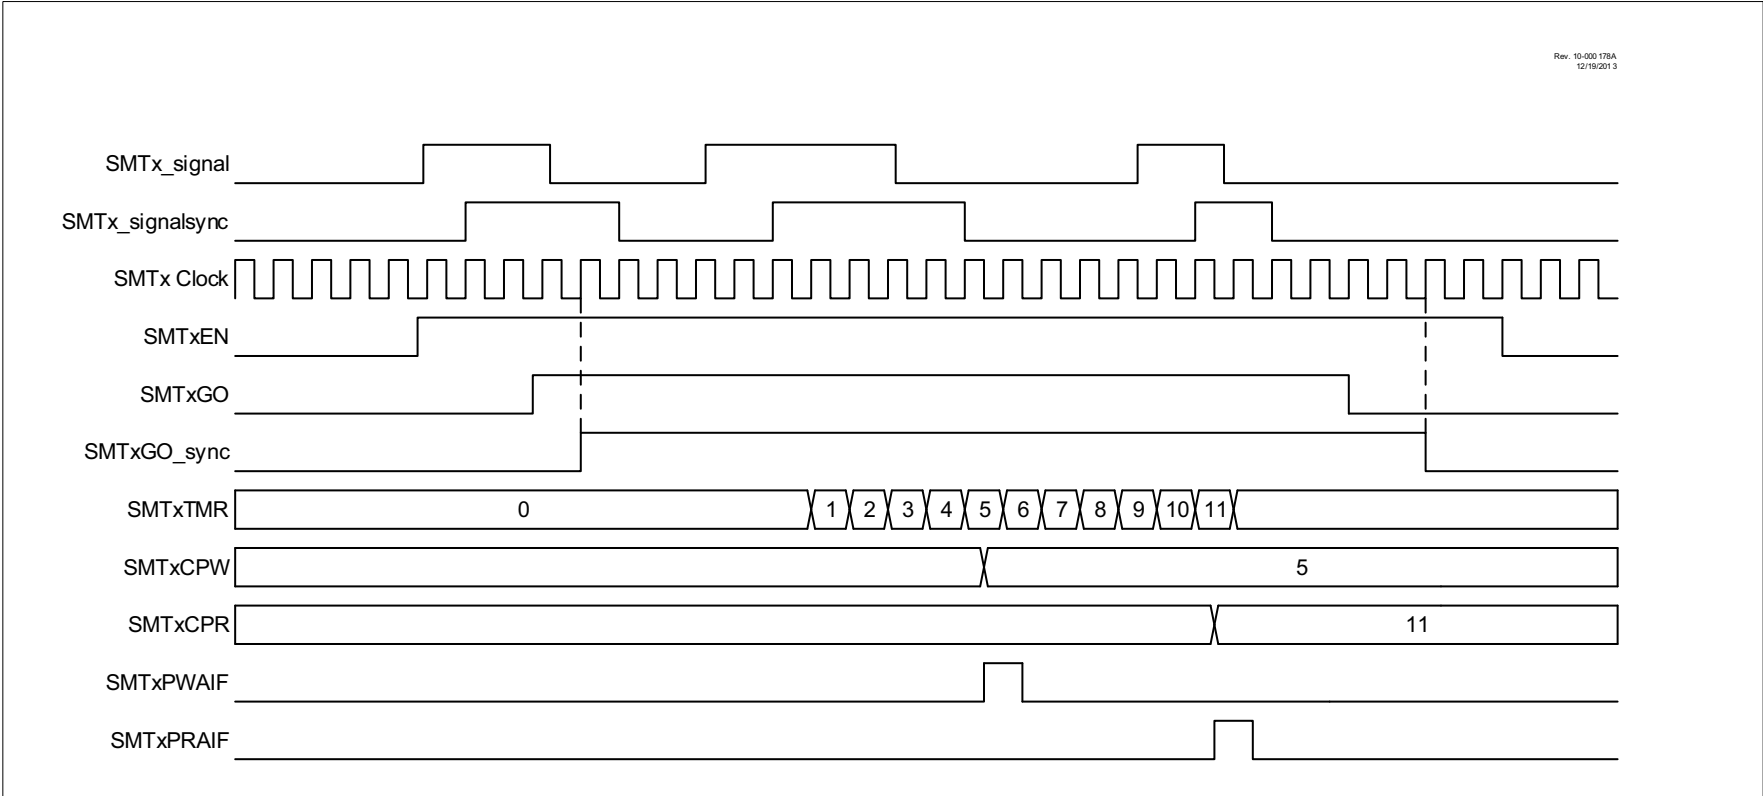 Rev. 10-000 178A
12/19/201 3
SMTx_signal
SMTx_signalsync
SMTx Clock
SMTxEN
SMTxGO
SMTxGO_sync
SMTxTMR 0 1 2 3 4 5 6 7 8 9 10 11
SMTxCPW 5
SMTxCPR 11
SMTxPWAIF
SMTxPRAIF